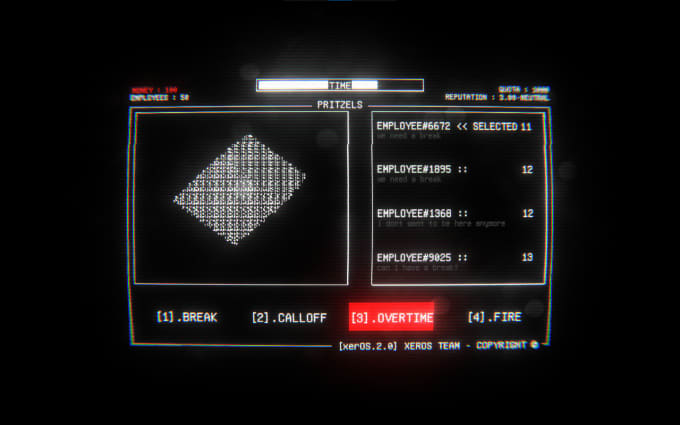 TIME
MONEY : 100
EMPLOYEES : 50
QUOTA : 5000
REPUTATION : 3.00-NEUTRAL
PRITZELS
EMPLOYEE#6672 << SELECTED 11
we need a break
EMPLOYEE#1895 :: 12
we need a break
EMPLOYEE#1368 :: 12
i dont want to be here anymore
EMPLOYEE#9025 :: 13
can i have a break?
[1].BREAK [2].CALLOFF [3].OVERTIME [4].FIRE
[xerOS.2.0] XEROS TEAM - COPYRIGHT ©